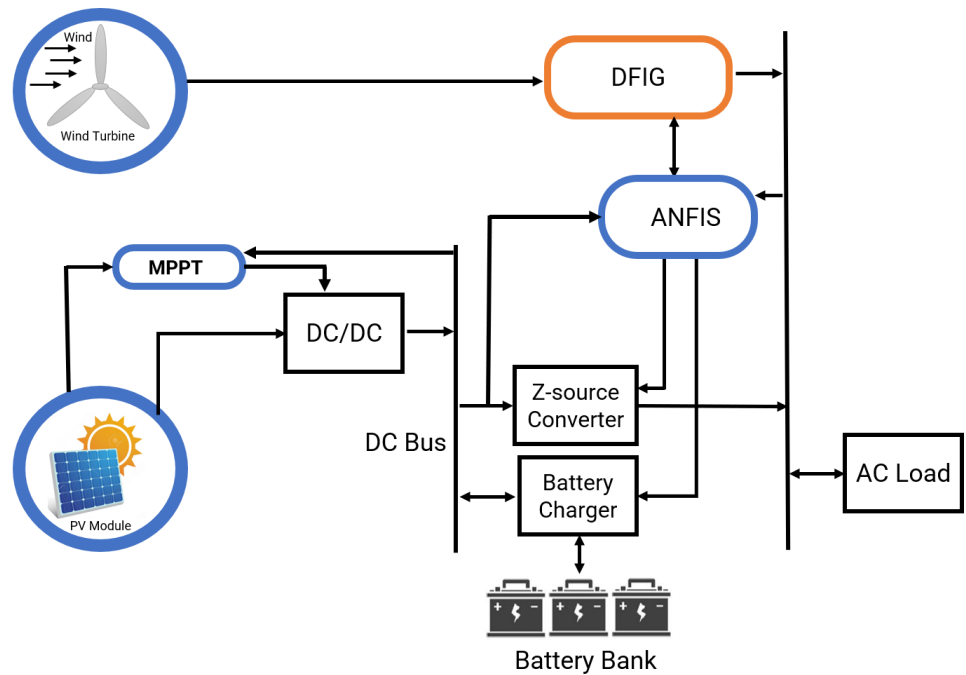 Wind
Wind Turbine
DFIG
ANFIS
MPPT
DC/DC
Z-source
Converter
DC Bus
AC Load
Battery
Charger
PV Module
Battery Bank